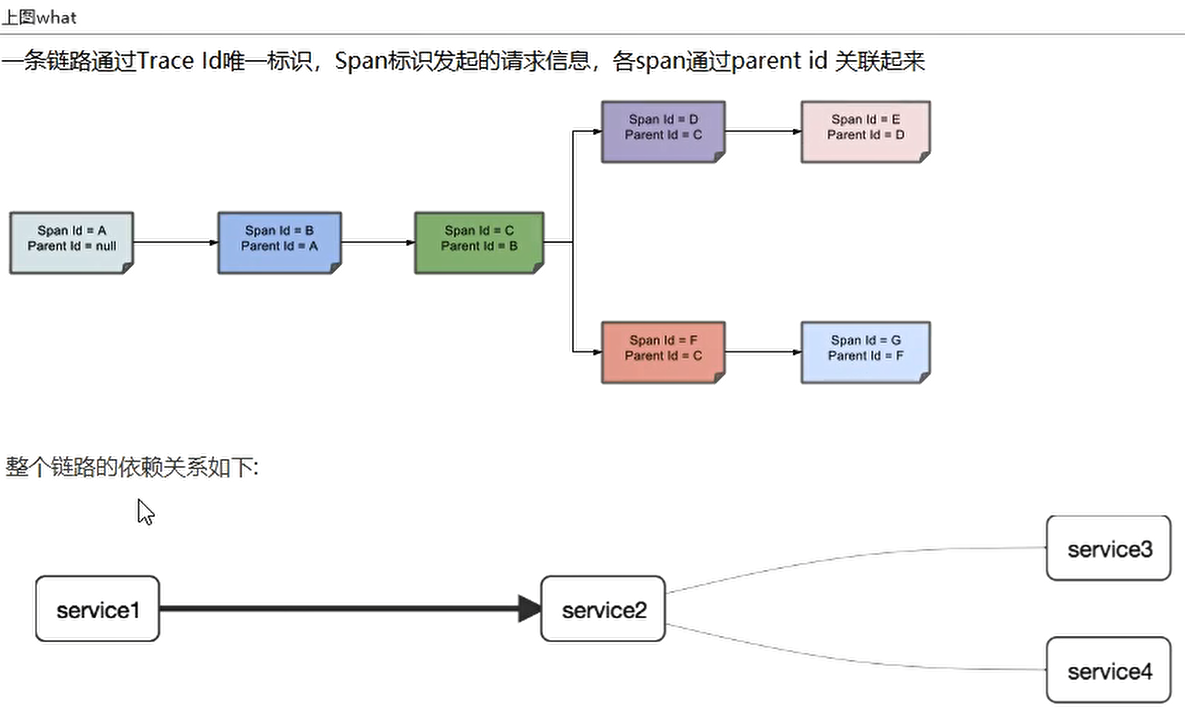 上图what
一条链路通过Trace Id唯一标识，Span标识发起的请求信息，各span通过parent id 关联起来
Span Id = D
Parent Id = C
Span Id = E
Parent Id = D
Span Id = A
Parent Id = null
Span Id = B
Parent Id = A
Span Id = C
Parent Id = B
Span Id = F
Parent Id = C
Span Id = G
Parent Id = F
整个链路的依赖关系如下:
service3
service1
service2
service4